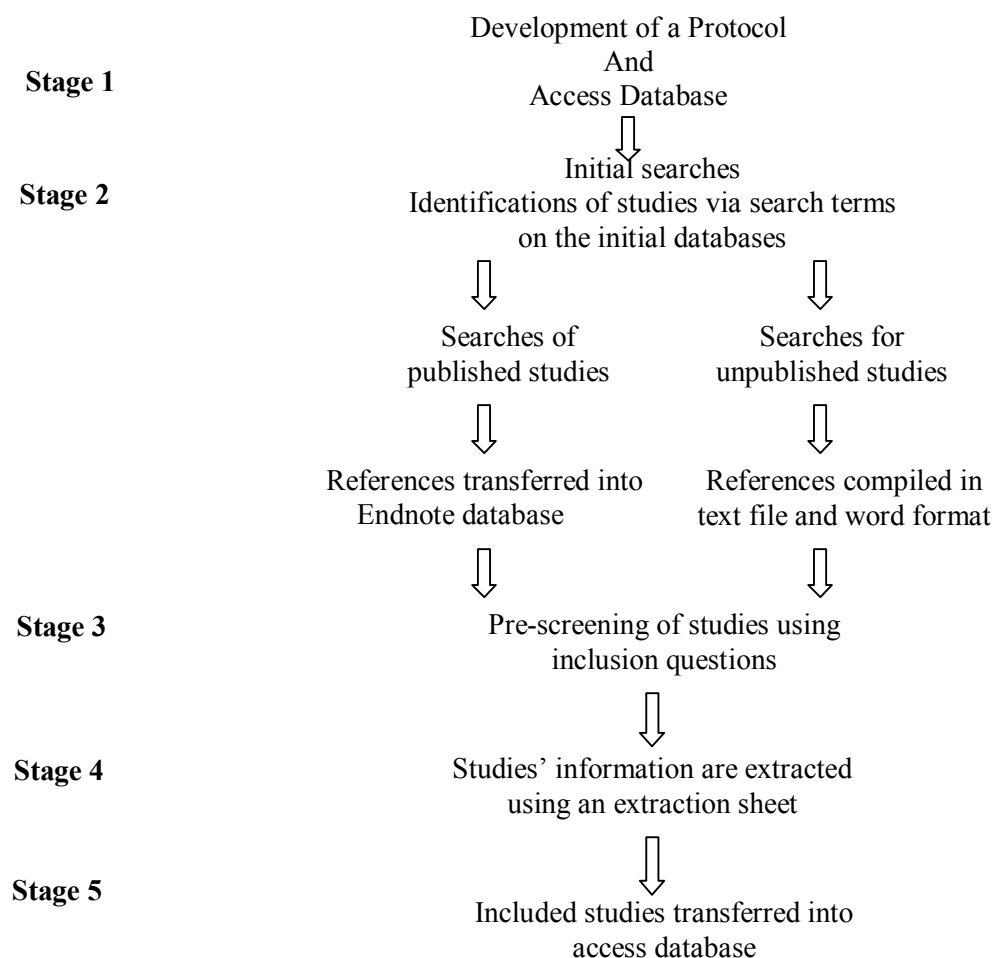 Development of a Protocol
And
Stage 1
Access Database
Initial searches
Stage 2
Identifications of studies via search terms
on the initial databases
Searches of
published studies
Searches for
unpublished studies
References transferred into
Endnote database
References compiled in
text file and word format
Stage 3
Pre-screening of studies using
inclusion questions
Stage 4
Studies’ information are extracted
using an extraction sheet
Stage 5
Included studies transferred into
access database